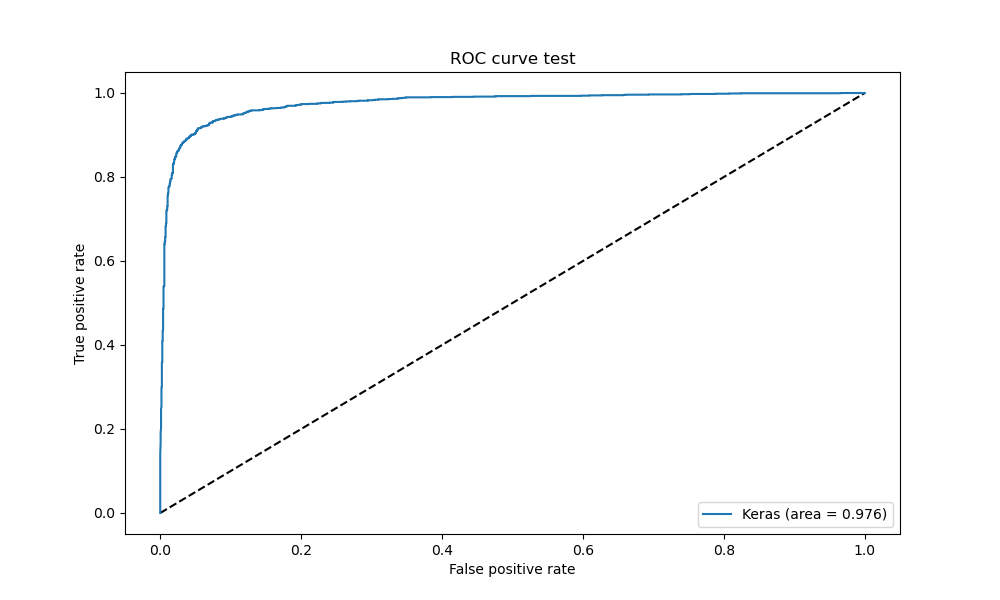 ROC curve test
1.0
0.8
0.6
0.4
0.2
0.0
True positive rate
Keras (area = 0.976)
0.0 0.2 0.4 0.6 0.8 1.0
False positive rate